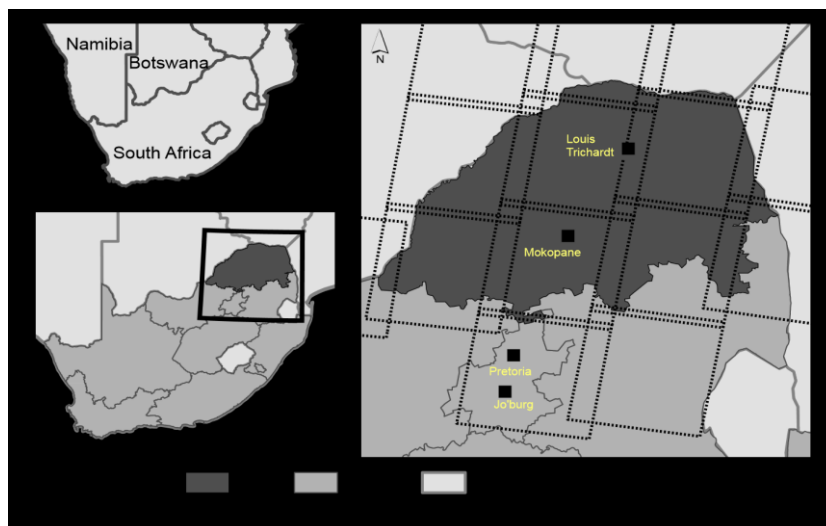 Namibia
Botswana
South Africa
N
Louis
Trichardt
Mokopane
Pretoria
Jo'burg